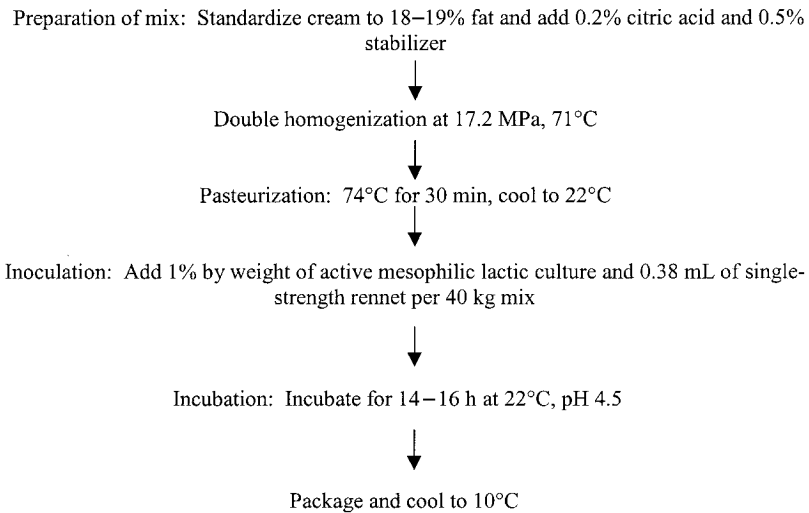 Preparation of mix: Standardize cream to 18–19% fat and add 0.2% citric acid and 0.5%
stabilizer
Double homogenization at 17.2 MPa, 71°C
Pasteurization: 74°C for 30 min, cool to 22°C
Inoculation: Add 1% by weight of active mesophilic lactic culture and 0.38 mL of single-
strength rennet per 40 kg mix
Incubation: Incubate for 14–16 h at 22°C, pH 4.5
Package and cool to 10°C